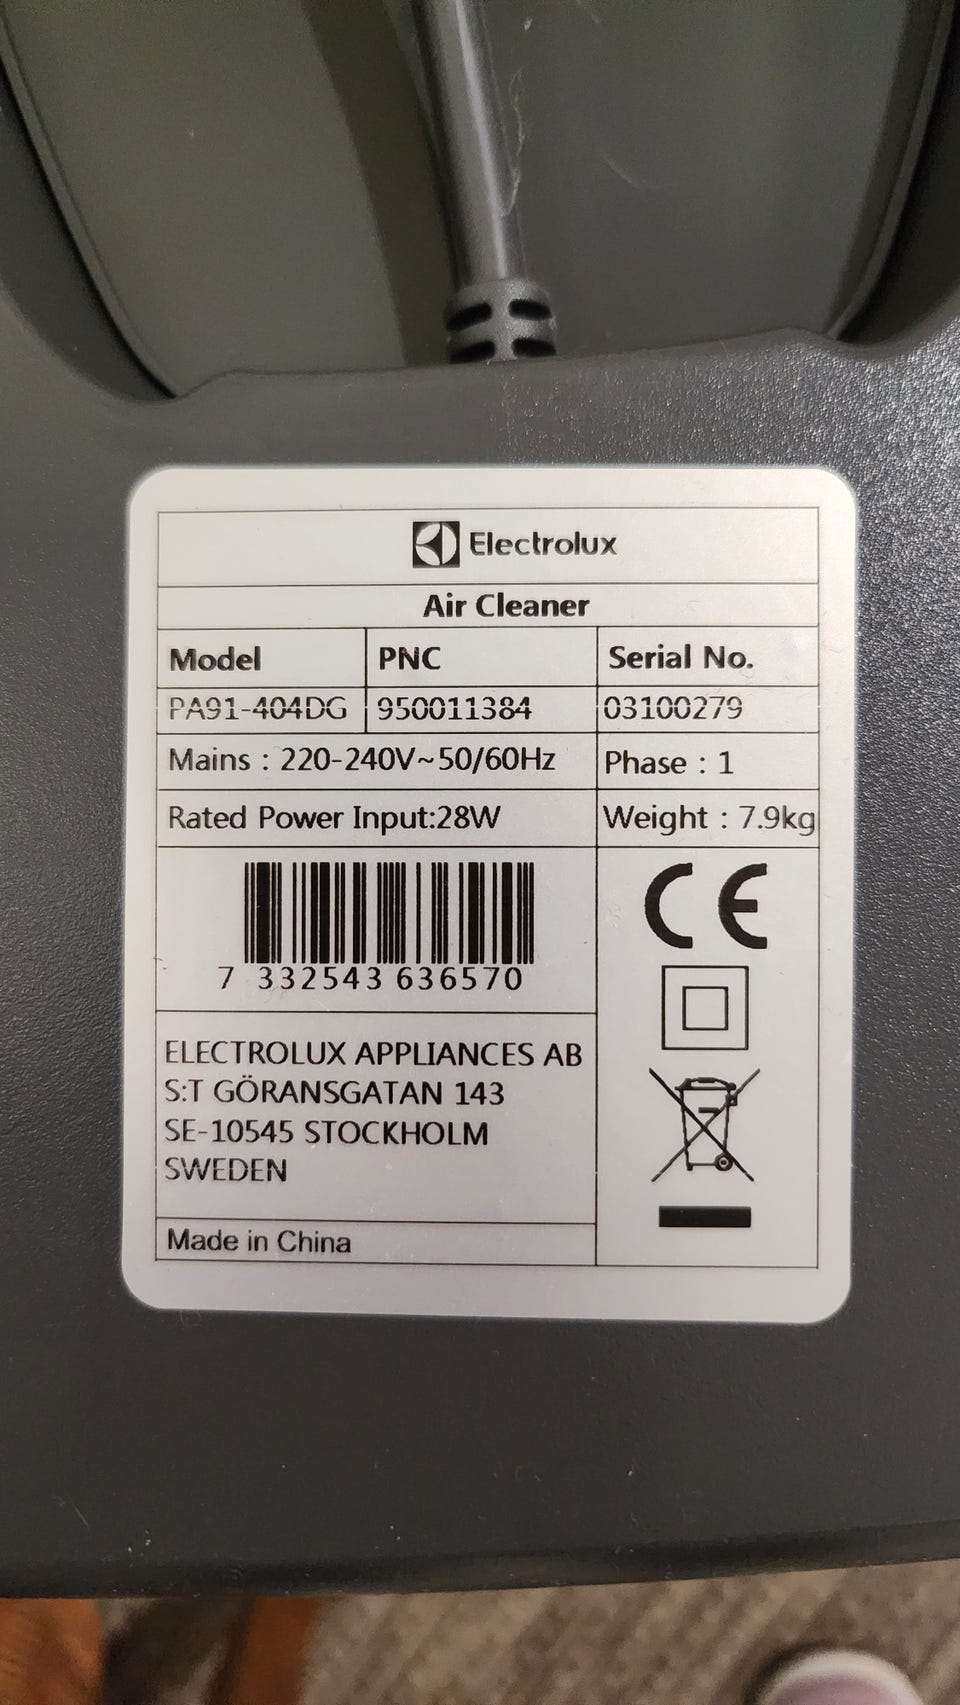 Electrolux
Air Cleaner
Model PNC Serial No.
PA91-404DG 950011384 03100279
Mains : 220-240V~50/60Hz Phase : 1
Rated Power Input:28W Weight : 7.9kg
CE
7 332543 636570
ELECTROLUX APPLIANCES AB
S:T GÖRANSGATAN 143
SE-10545 STOCKHOLM
SWEDEN
Made in China